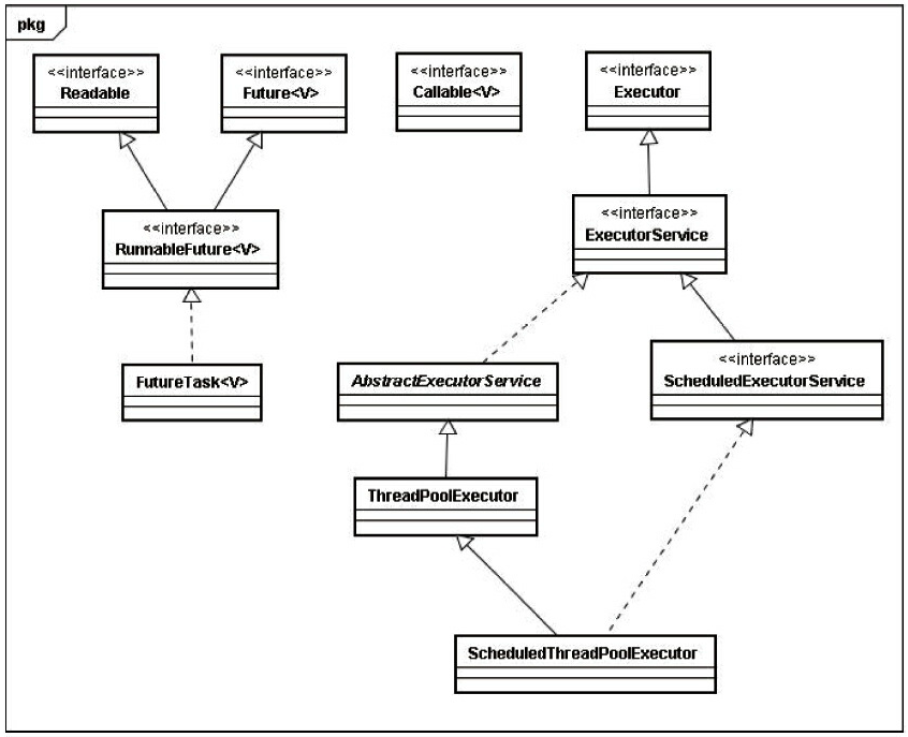 pkg
<<interface>>
Readable
<<interface>>
Future<V>
<<interface>>
Callable<V>
<<interface>>
Executor
<<interface>>
RunnableFuture<V>
<<interface>>
ExecutorService
FutureTask<V>
AbstractExecutorService
<<interface>>
ScheduledExecutorService
ThreadPoolExecutor
ScheduledThreadPoolExecutor